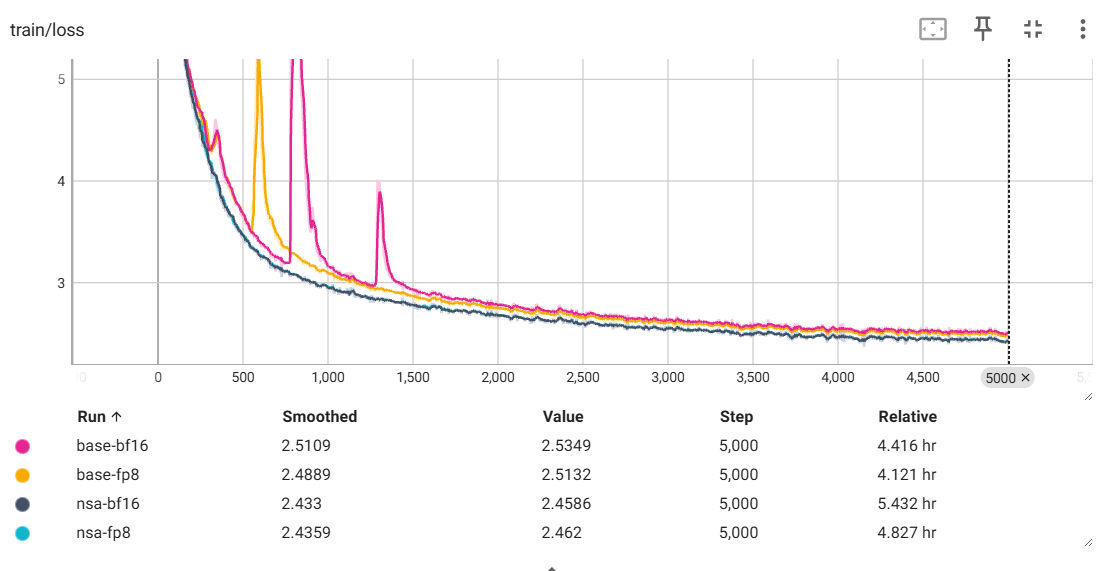 train/loss
5
4
3
0
0
500
1,000
1,500
2,000
2,500
3,000
3,500
4,000
4,500
5000 ×
5,
Run ↑ Smoothed Value Step Relative
base-bf16 2.5109 2.5349 5,000 4.416 hr
base-fp8 2.4889 2.5132 5,000 4.121 hr
nsa-bf16 2.433 2.4586 5,000 5.432 hr
nsa-fp8 2.4359 2.462 5,000 4.827 hr